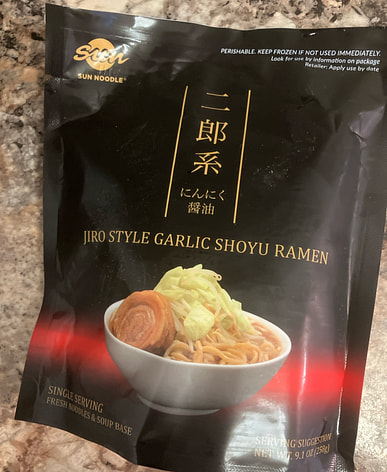 sun
SUN NOODLE®
PERISHABLE. KEEP FROZEN IF NOT USED IMMEDIATELY.
Look for use by information on package
Retailer: Apply use by date
二郎系
にんにく
醤油
JIRO STYLE GARLIC SHOYU RAMEN
SINGLE SERVING
FRESH NOODLES & SOUP BASE
SERVING SUGGESTION
NET WT. 9.1 OZ (258g)